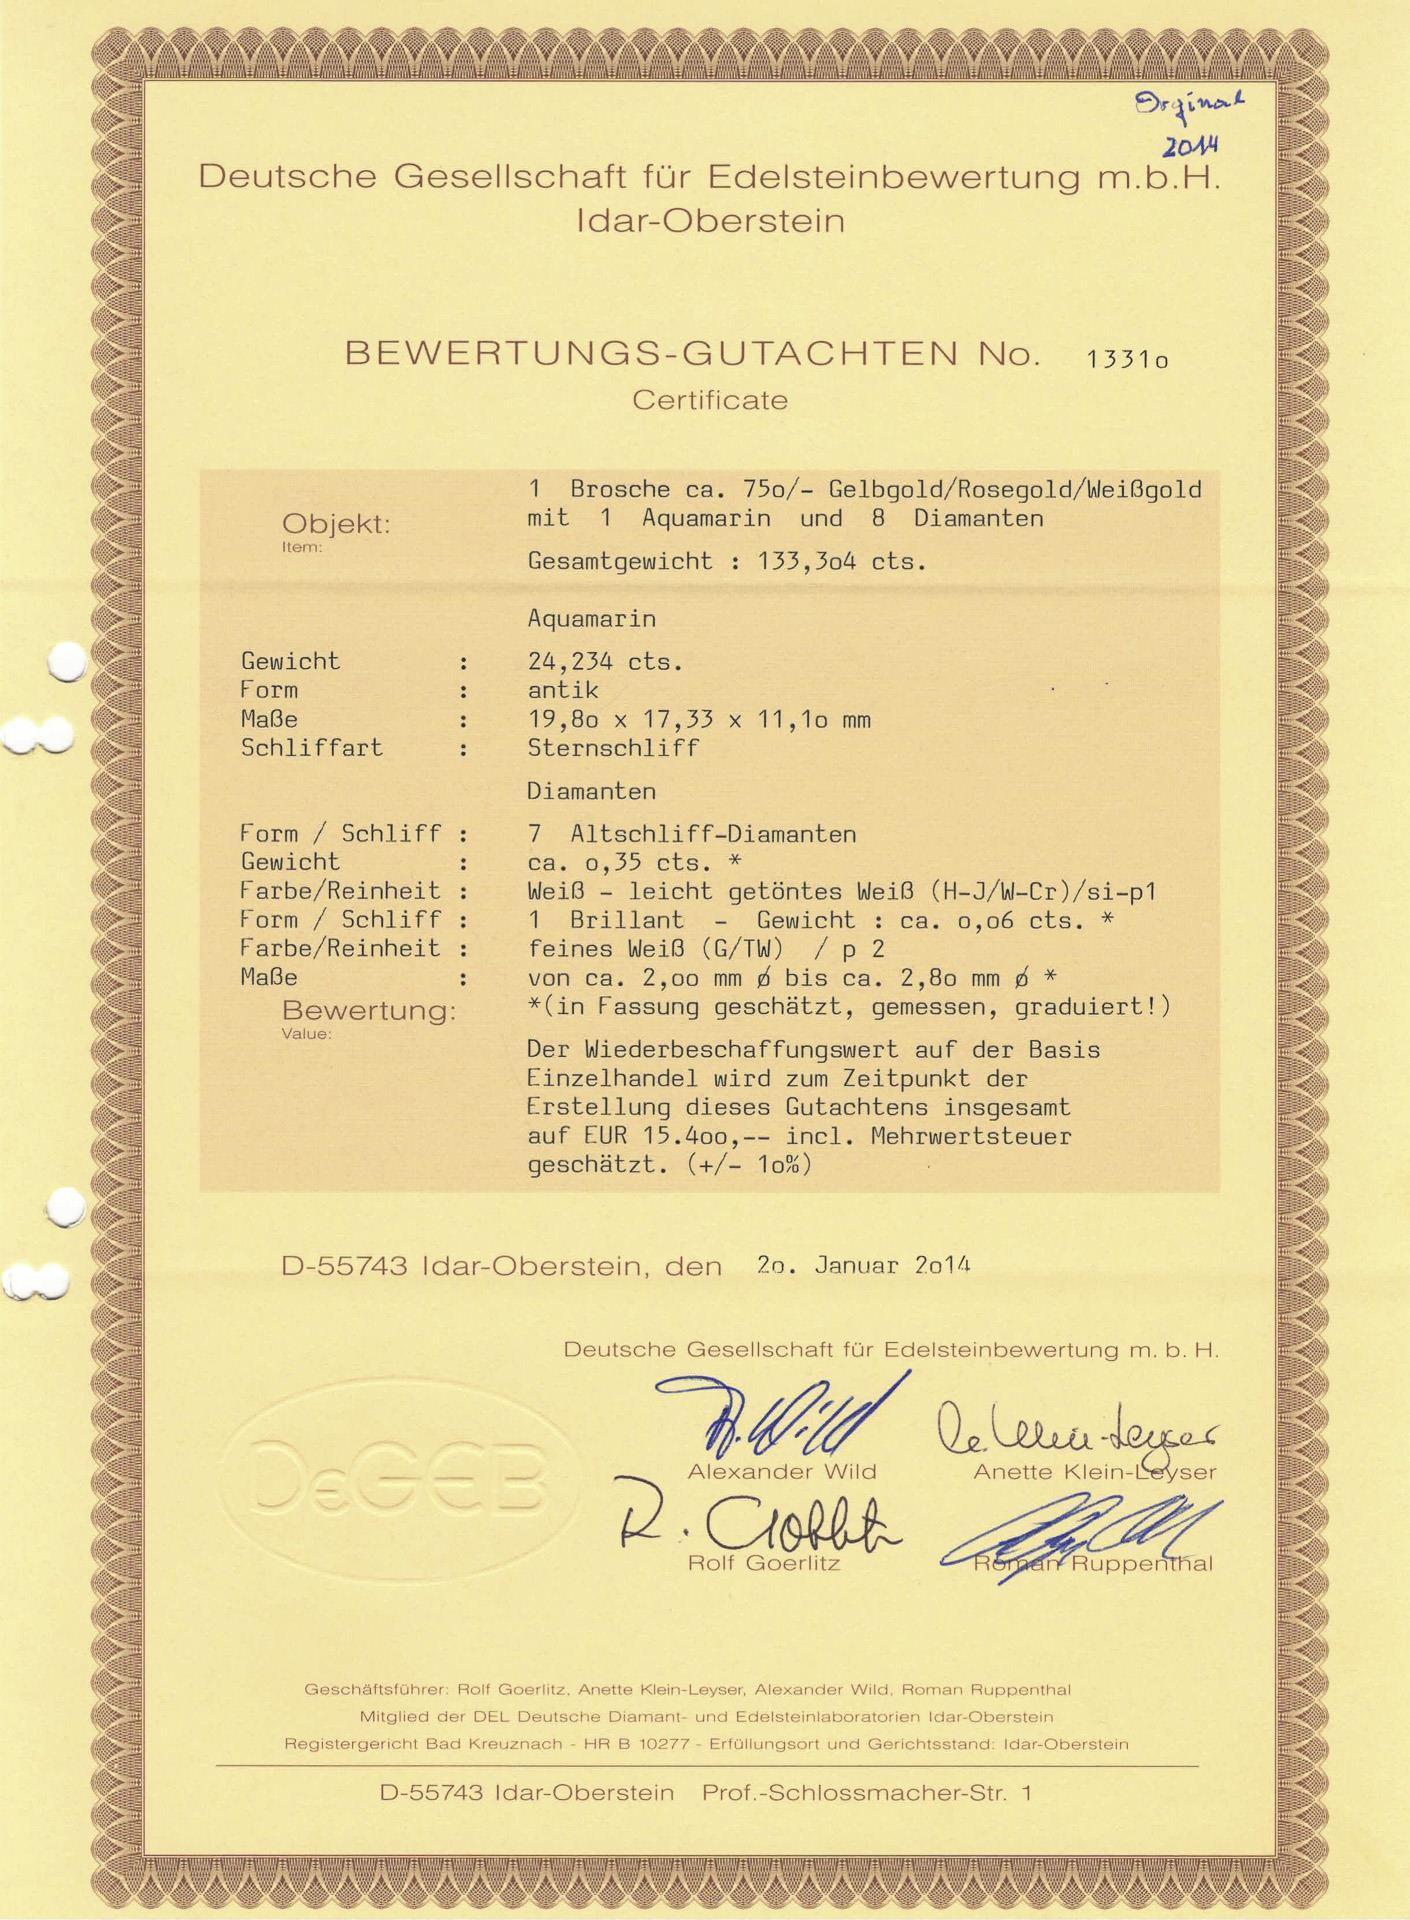 Orginal
2014
Deutsche Gesellschaft für Edelsteinbewertung m.b.H.
Idar-Oberstein
BEWERTUNGS-GUTACHTEN No. 1331o
Certificate
Objekt:
Item:
1 Brosche ca. 75o/- Gelbgold/Rosegold/Weißgold
mit 1 Aquamarin und 8 Diamanten
Gesamtgewicht : 133,3o4 cts.
Aquamarin
Gewicht : 24,234 cts.
Form : antik
Maße : 19,8o x 17,33 x 11,1o mm
Schliffart : Sternschliff
Diamanten
Form / Schliff : 7 Altschliff-Diamanten
Gewicht : ca. o,35 cts. *
Farbe/Reinheit : Weiß - leicht getöntes Weiß (H-J/W-Cr)/si-p1
Form / Schliff : 1 Brillant - Gewicht : ca. o,o6 cts. *
Farbe/Reinheit : feines Weiß (G/TW) / p 2
Maße : von ca. 2,oo mm ø bis ca. 2,8o mm ø *
Bewertung: *(in Fassung geschätzt, gemessen, graduiert!)
Value:
Der Wiederbeschaffungswert auf der Basis
Einzelhandel wird zum Zeitpunkt der
Erstellung dieses Gutachtens insgesamt
auf EUR 15.4oo,-- incl. Mehrwertsteuer
geschätzt. (+/- 1o%)
D-55743 Idar-Oberstein, den 2o. Januar 2o14
Deutsche Gesellschaft für Edelsteinbewertung m. b. H.
DeGEB
A. Wild
A. Klein-Leyser
Alexander Wild
Anette Klein-Leyser
R. Goerlitz
Rolf Goerlitz
Roman Ruppenthal
Geschäftsführer: Rolf Goerlitz, Anette Klein-Leyser, Alexander Wild, Roman Ruppenthal
Mitglied der DEL Deutsche Diamant- und Edelsteinlaboratorien Idar-Oberstein
Registergericht Bad Kreuznach - HR B 10277 - Erfüllungsort und Gerichtsstand: Idar-Oberstein
D-55743 Idar-Oberstein Prof.-Schlossmacher-Str. 1